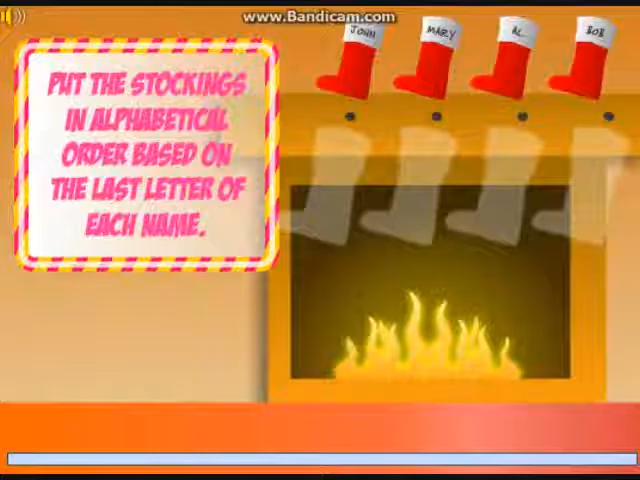 www.Bandicam.com
JOHN MARY AL BOB
PUT THE STOCKINGS
IN ALPHABETICAL
ORDER BASED ON
THE LAST LETTER OF
EACH NAME.